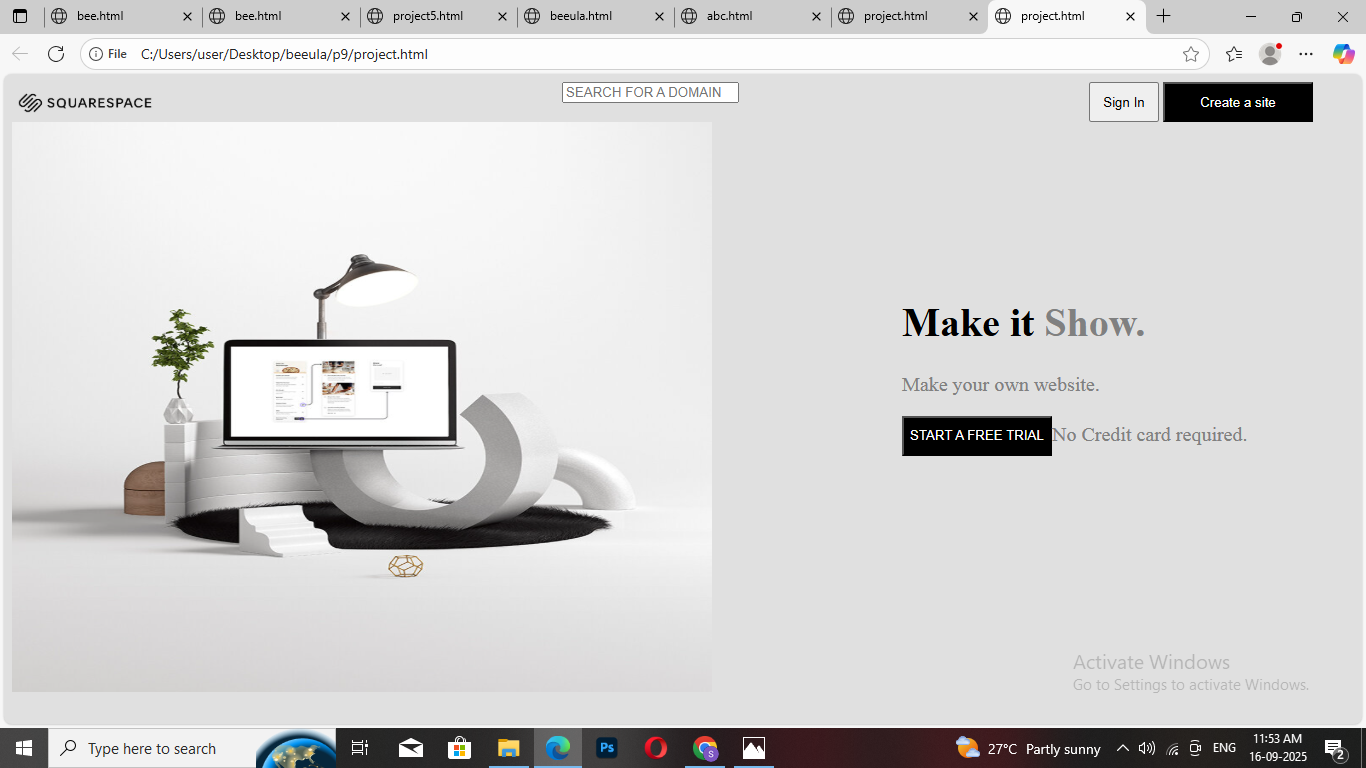 bee.html
bee.html
project5.html
beeula.html
abc.html
project.html
project.html
File C:/Users/user/Desktop/beeula/p9/project.html
SQUARESPACE
SEARCH FOR A DOMAIN
Sign In
Create a site
Make it Show.
Make your own website.
START A FREE TRIAL No Credit card required.
Activate Windows
Go to Settings to activate Windows.
Type here to search
Ps
S
27°C Partly sunny
ENG
11:53 AM
16-09-2025
2